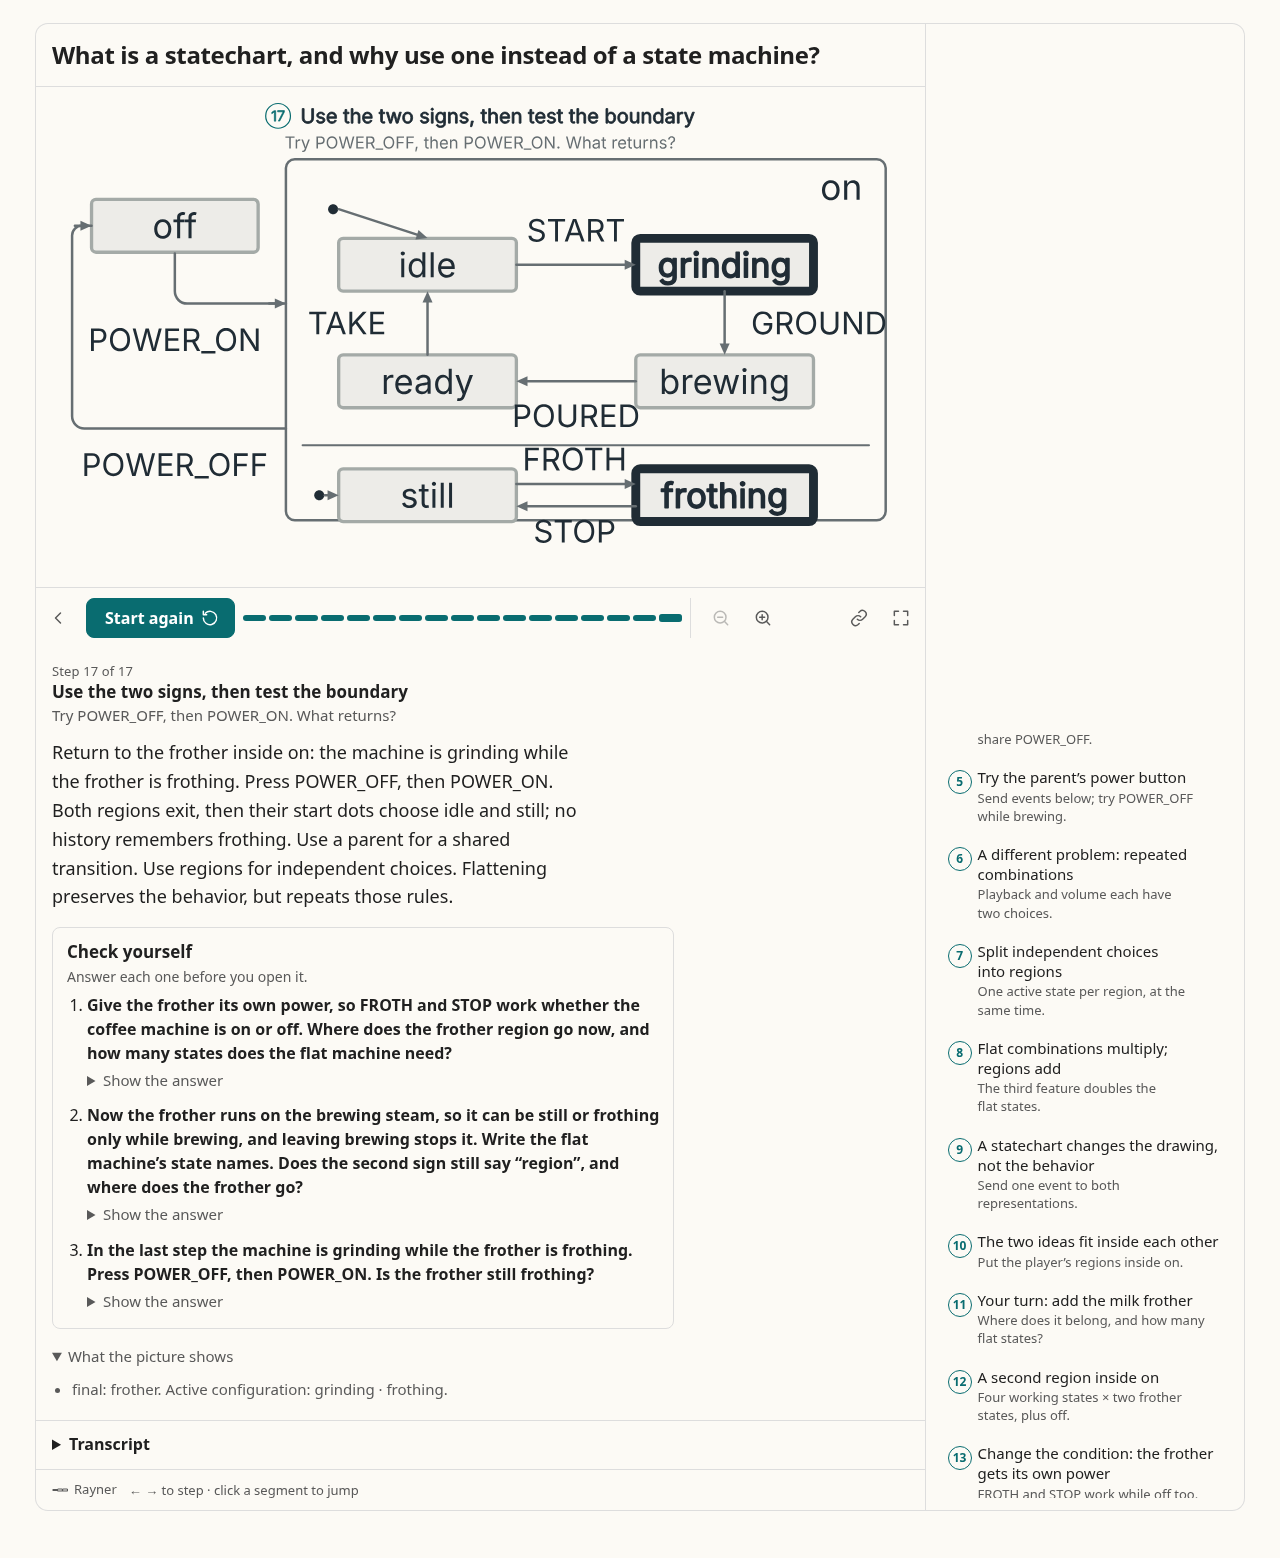 What is a statechart, and why use one instead of a state machine?
17 Use the two signs, then test the boundary
Try POWER_OFF, then POWER_ON. What returns?
on
off
START
idle
grinding
POWER_ON
TAKE
GROUND
ready
brewing
POURED
POWER_OFF
FROTH
still
frothing
STOP
Start again
Step 17 of 17
Use the two signs, then test the boundary
Try POWER_OFF, then POWER_ON. What returns?
Return to the frother inside on: the machine is grinding while
the frother is frothing. Press POWER_OFF, then POWER_ON.
Both regions exit, then their start dots choose idle and still; no
history remembers frothing. Use a parent for a shared
transition. Use regions for independent choices. Flattening
preserves the behavior, but repeats those rules.
Check yourself
Answer each one before you open it.
1. Give the frother its own power, so FROTH and STOP work whether the
coffee machine is on or off. Where does the frother region go now, and
how many states does the flat machine need?
Show the answer
2. Now the frother runs on the brewing steam, so it can be still or frothing
only while brewing, and leaving brewing stops it. Write the flat
machine’s state names. Does the second sign still say “region”, and
where does the frother go?
Show the answer
3. In the last step the machine is grinding while the frother is frothing.
Press POWER_OFF, then POWER_ON. Is the frother still frothing?
Show the answer
What the picture shows
• final: frother. Active configuration: grinding · frothing.
Transcript
Rayner ← → to step · click a segment to jump
share POWER_OFF.
5 Try the parent’s power button
Send events below; try POWER_OFF
while brewing.
6 A different problem: repeated
combinations
Playback and volume each have
two choices.
7 Split independent choices
into regions
One active state per region, at the
same time.
8 Flat combinations multiply;
regions add
The third feature doubles the
flat states.
9 A statechart changes the drawing,
not the behavior
Send one event to both
representations.
10 The two ideas fit inside each other
Put the player’s regions inside on.
11 Your turn: add the milk frother
Where does it belong, and how many
flat states?
12 A second region inside on
Four working states × two frother
states, plus off.
13 Change the condition: the frother
gets its own power
FROTH and STOP work while off too.